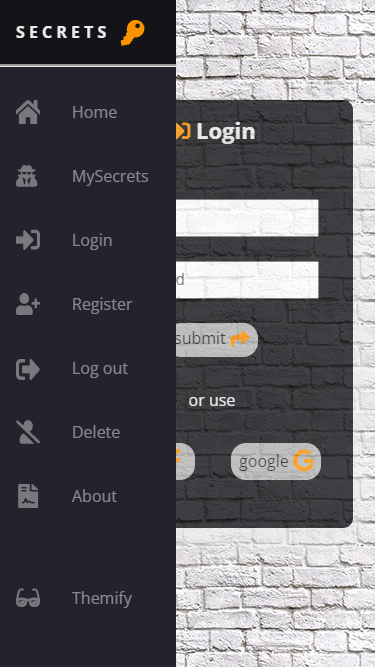 SECRETS
Home
MySecrets
Login
Register
Log out
Delete
About
Themify
Login
d
submit
or use
google